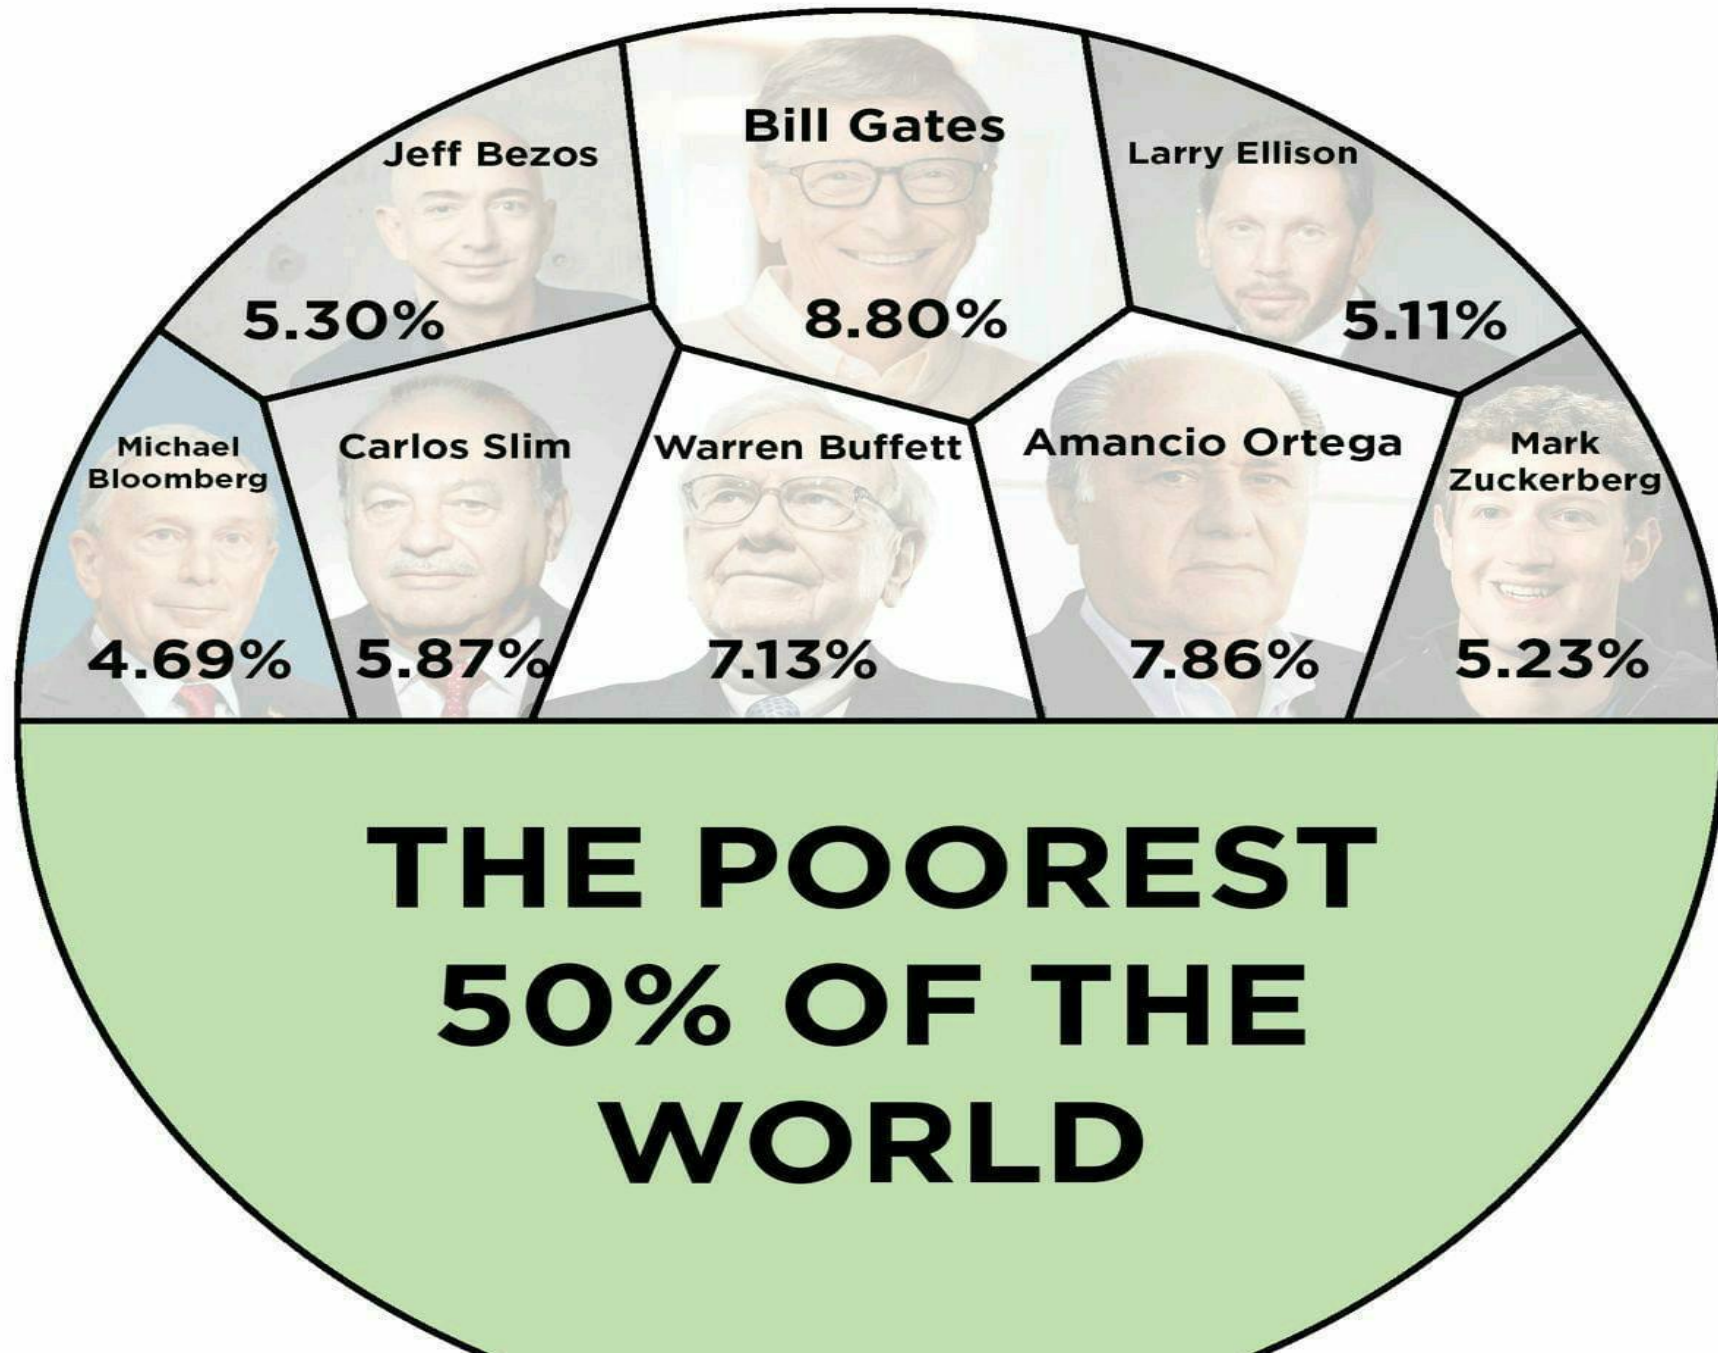 Jeff Bezos
5.30%
Bill Gates
8.80%
Larry Ellison
5.11%
Michael
Bloomberg
4.69%
Carlos Slim
5.87%
Warren Buffett
7.13%
Amancio Ortega
7.86%
Mark
Zuckerberg
5.23%
THE POOREST
50% OF THE
WORLD